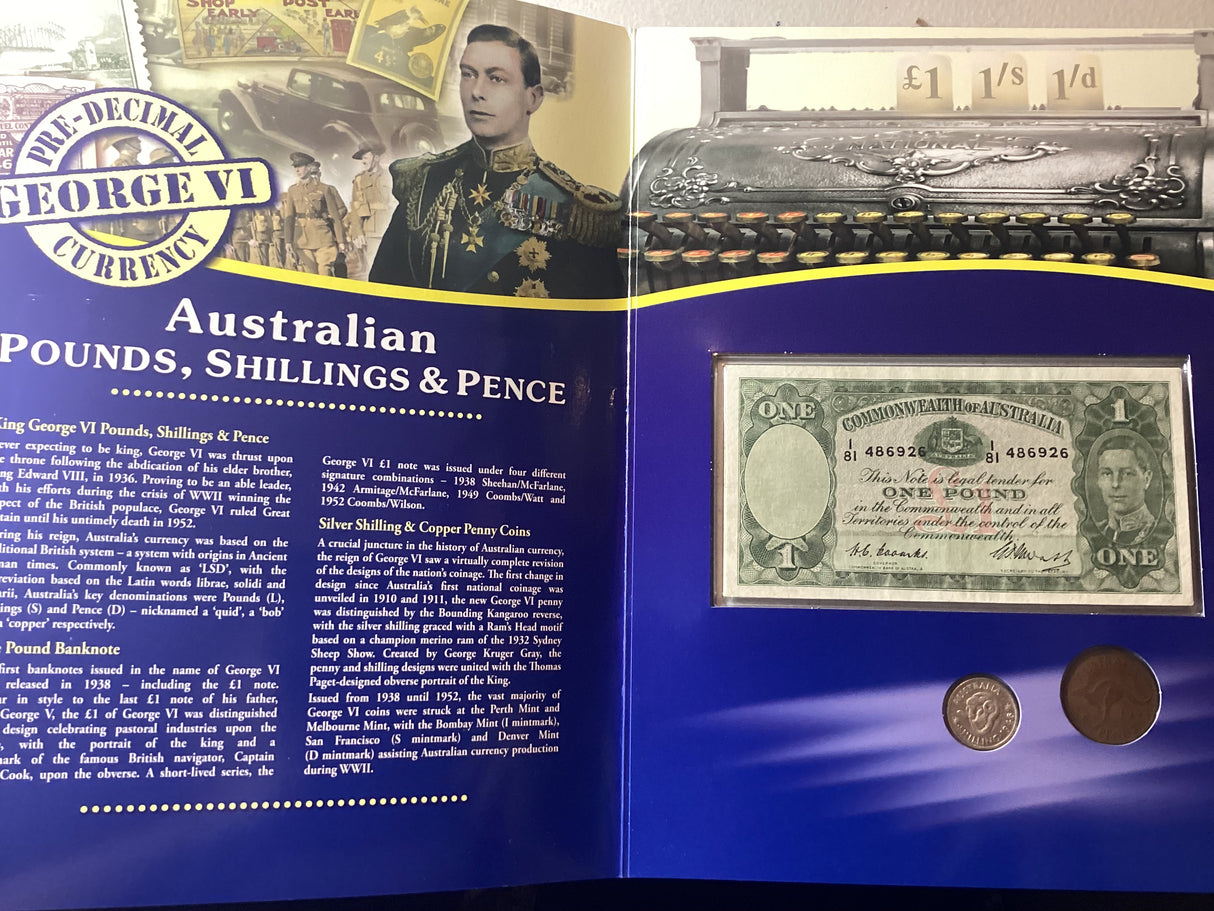 SHOP EARLY
POST EARL
PRE-DECIMAL
GEORGE VI
CURRENCY
Australian
POUNDS, SHILLINGS & PENCE
King George VI Pounds, Shillings & Pence
ever expecting to be king, George VI was thrust upon
throne following the abdication of his elder brother,
Edward VIII, in 1936. Proving to be an able leader,
his efforts during the crisis of WWII winning the
of the British populace, George VI ruled Great
until his untimely death in 1952.
his reign, Australia's currency was based on the
British system – a system with origins in Ancient
times. Commonly known as 'LSD', with the
based on the Latin words librae, solidi and
Australia's key denominations were Pounds (L),
(S) and Pence (D) – nicknamed a 'quid', a 'bob'
a 'copper' respectively.
Pound Banknote
first banknotes issued in the name of George VI
released in 1938 – including the £1 note.
in style to the last £1 note of his father,
George V, the £1 of George VI was distinguished
design celebrating pastoral industries upon the
with the portrait of the king and a
of the famous British navigator, Captain
Cook, upon the obverse. A short-lived series, the
George VI £1 note was issued under four different
signature combinations – 1938 Sheehan/McFarlane,
1942 Armitage/McFarlane, 1949 Coombs/Watt and
1952 Coombs/Wilson.
Silver Shilling & Copper Penny Coins
A crucial juncture in the history of Australian currency,
the reign of George VI saw a virtually complete revision
of the designs of the nation's coinage. The first change in
design since Australia's first national coinage was
unveiled in 1910 and 1911, the new George VI penny
was distinguished by the Bounding Kangaroo reverse,
with the silver shilling graced with a Ram's Head motif
based on a champion merino ram of the 1932 Sydney
Sheep Show. Created by George Kruger Gray, the
penny and shilling designs were united with the Thomas
Paget-designed obverse portrait of the King.
Issued from 1938 until 1952, the vast majority of
George VI coins were struck at the Perth Mint and
Melbourne Mint, with the Bombay Mint (I mintmark),
San Francisco (S mintmark) and Denver Mint
(D mintmark) assisting Australian currency production
during WWII.
£1 1/s 1/d
NATIONAL
ONE
COMMONWEALTH OF AUSTRALIA
1
AUSTRALIA
I/81 486926 I/81 486926
This Note is legal tender for
ONE POUND
in the Commonwealth and in all
Territories under the control of the
Commonwealth.
H.C. Coombs.
GOVERNOR
COMMONWEALTH BANK OF AUSTRALIA
1
ONE
AUSTRALIA
SHILLING